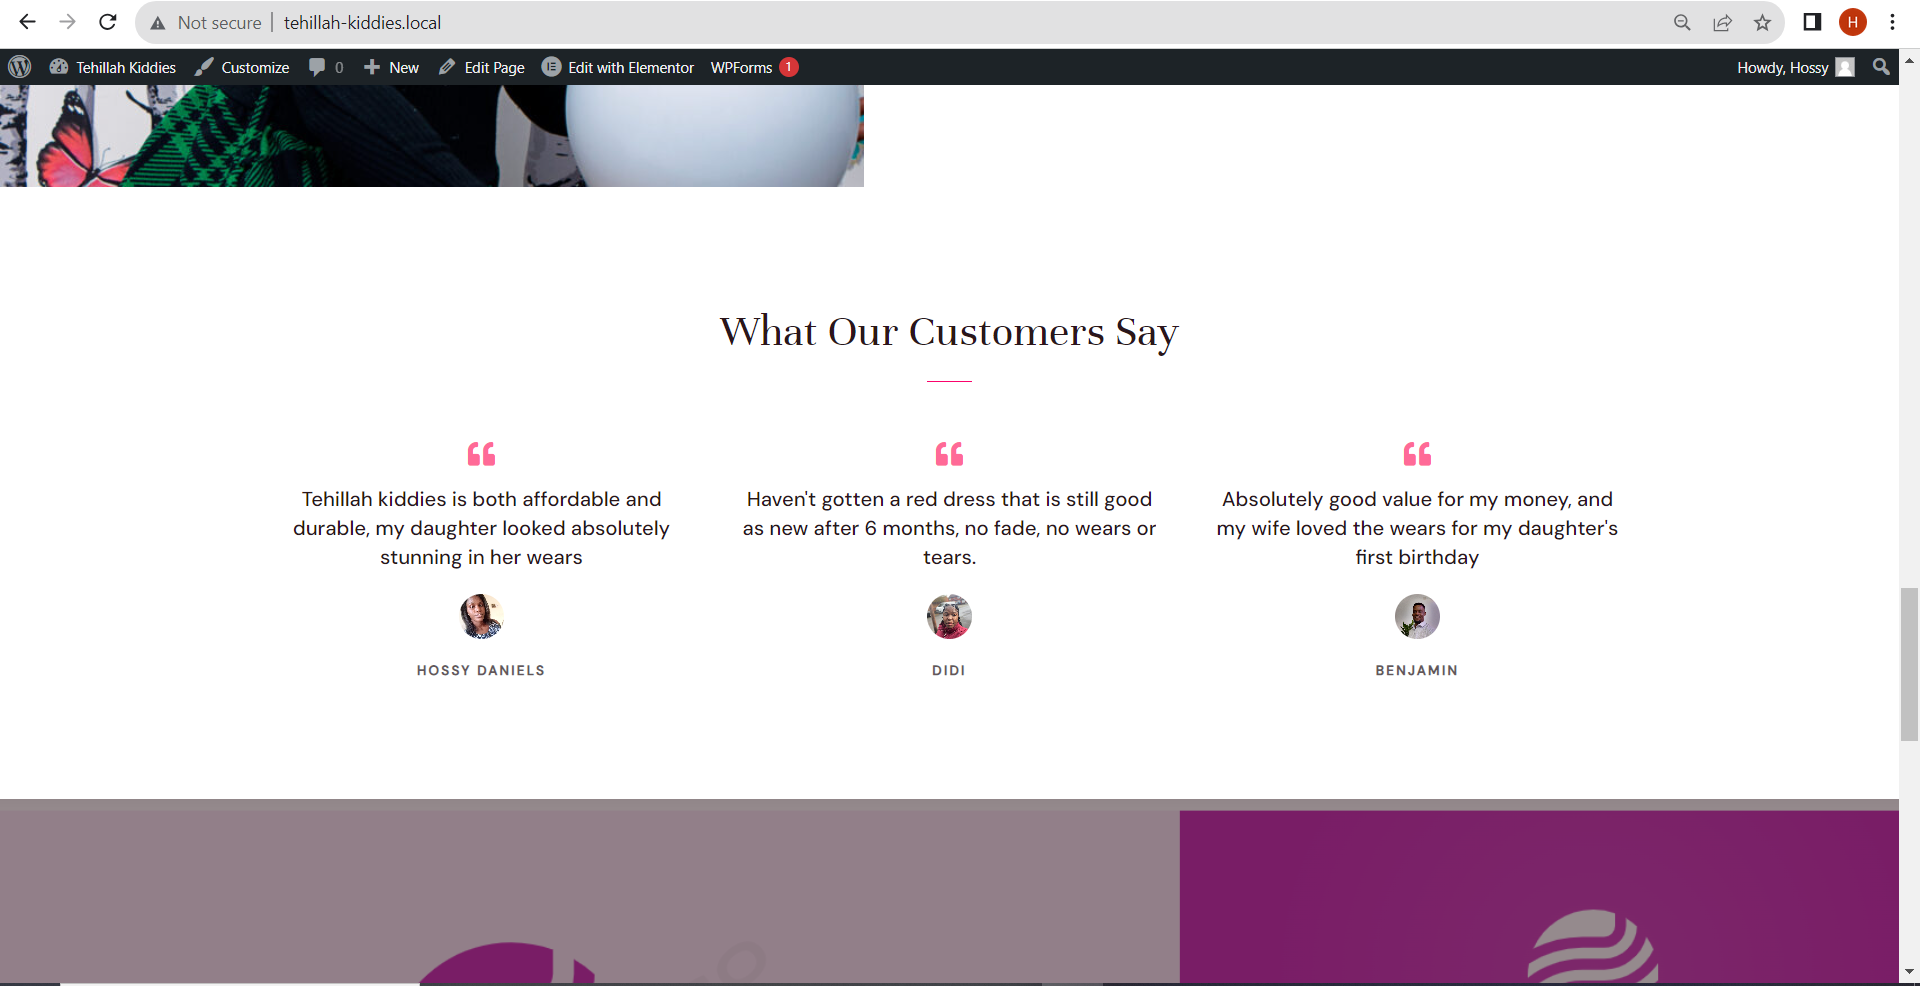 Not secure
tehillah-kiddies.local
H
Tehillah Kiddies
Customize
0
New
Edit Page
Edit with Elementor
WPForms 1
Howdy, Hossy
What Our Customers Say
Tehillah kiddies is both affordable and
durable, my daughter looked absolutely
stunning in her wears
HOSSY DANIELS
Haven't gotten a red dress that is still good
as new after 6 months, no fade, no wears or
tears.
DIDI
Absolutely good value for my money, and
my wife loved the wears for my daughter's
first birthday
BENJAMIN